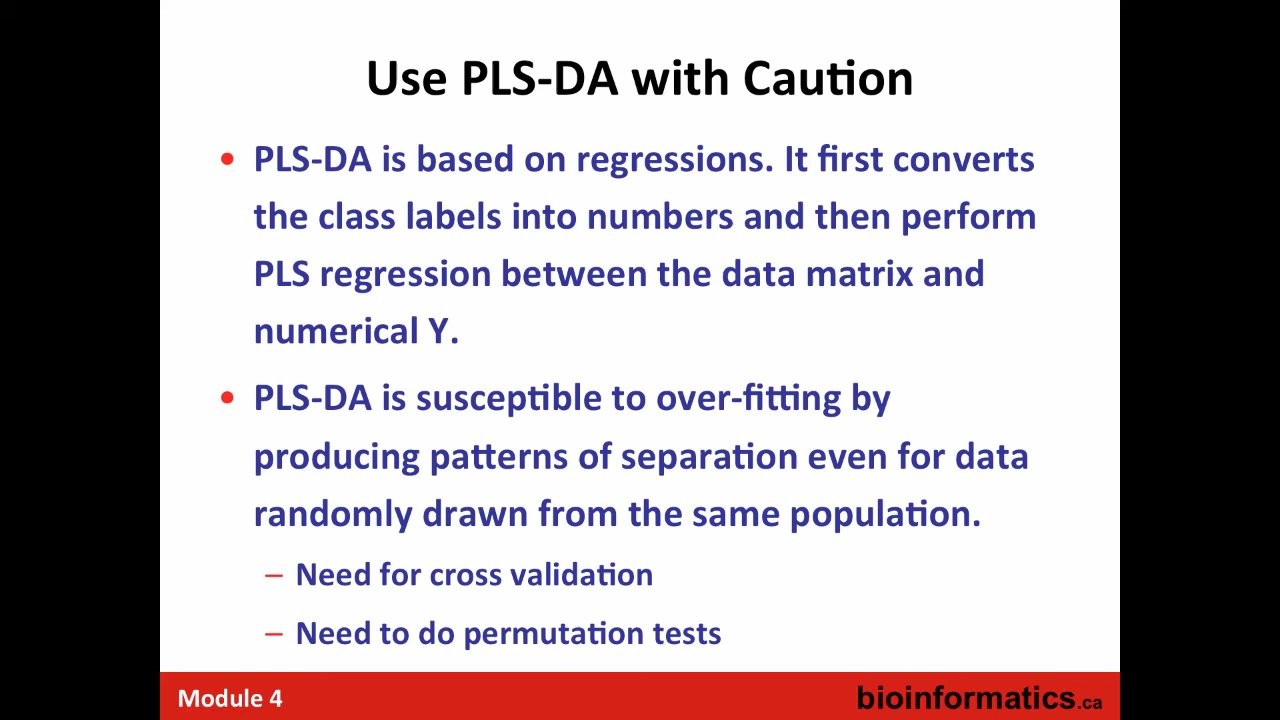 Use PLS-DA with Caution
• PLS-DA is based on regressions. It first converts
the class labels into numbers and then perform
PLS regression between the data matrix and
numerical Y.
• PLS-DA is susceptible to over-fitting by
producing patterns of separation even for data
randomly drawn from the same population.
– Need for cross validation
– Need to do permutation tests
Module 4
bioinformatics.ca